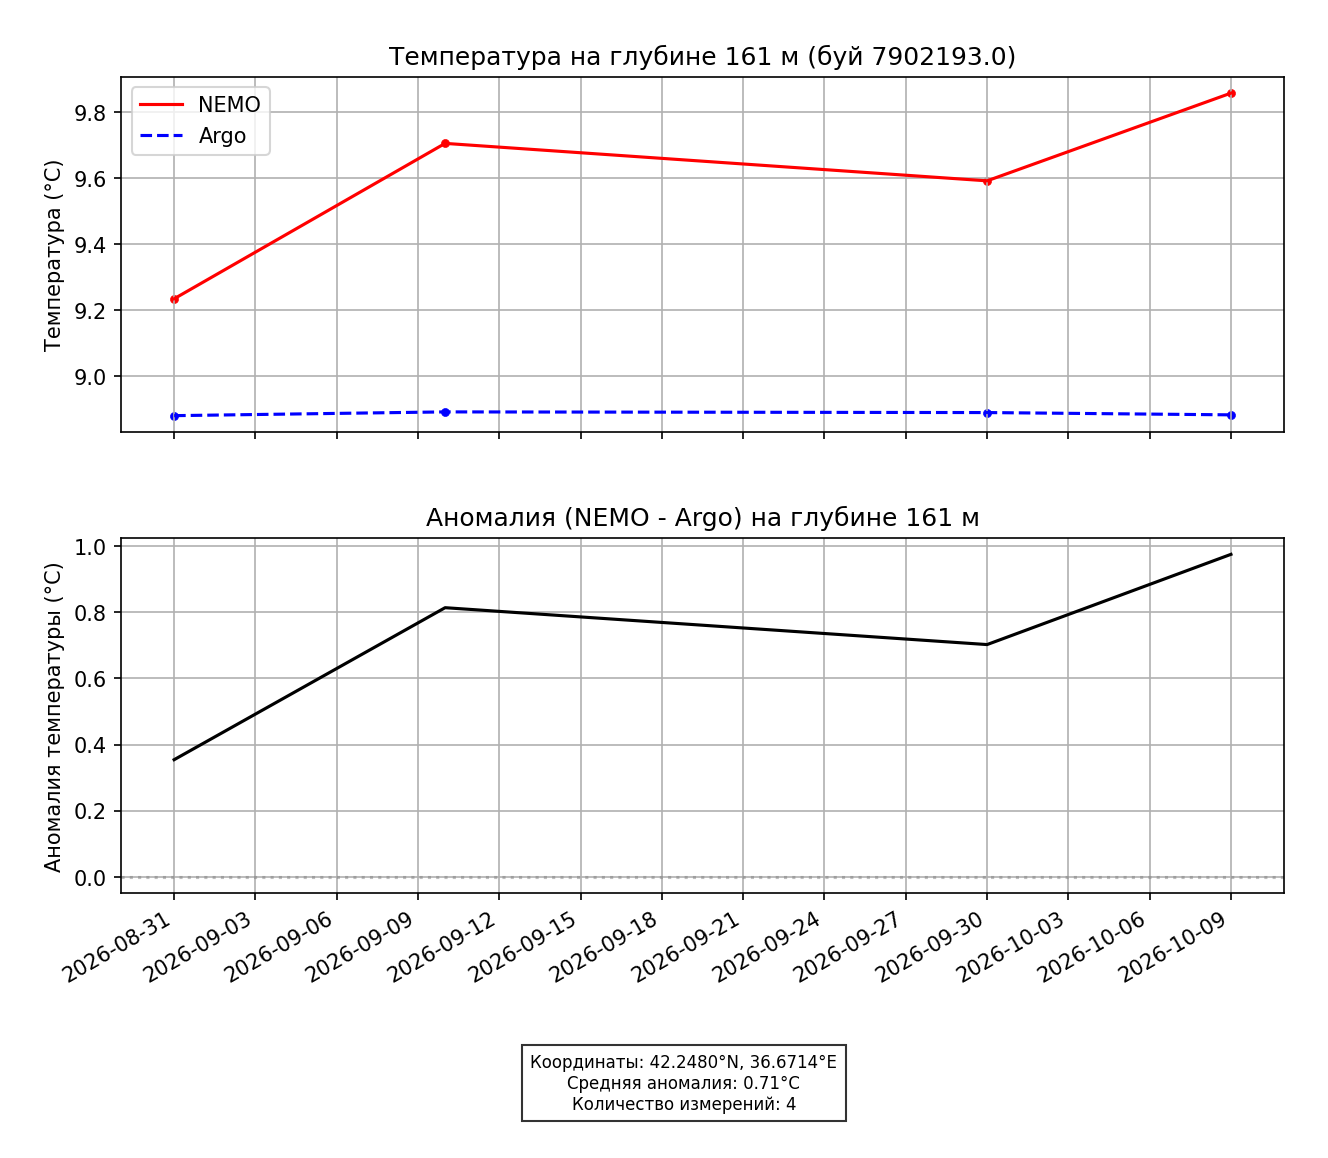 Температура на глубине 161 м (буй 7902193.0)
NEMO
Argo
Температура (°C)
9.8
9.6
9.4
9.2
9.0
Аномалия (NEMO - Argo) на глубине 161 м
Аномалия температуры (°C)
1.0
0.8
0.6
0.4
0.2
0.0
2026-08-31
2026-09-03
2026-09-06
2026-09-09
2026-09-12
2026-09-15
2026-09-18
2026-09-21
2026-09-24
2026-09-27
2026-09-30
2026-10-03
2026-10-06
2026-10-09
Координаты: 42.2480°N, 36.6714°E
Средняя аномалия: 0.71°C
Количество измерений: 4